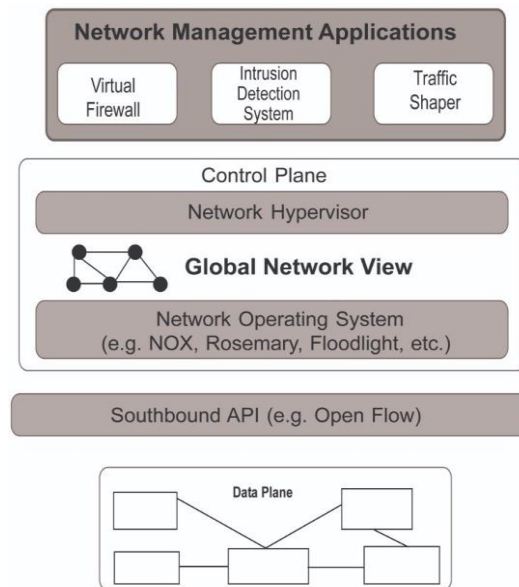 Network Management Applications
Virtual
Firewall
Intrusion
Detection
System
Traffic
Shaper
Control Plane
Network Hypervisor
Global Network View
Network Operating System
(e.g. NOX, Rosemary, Floodlight, etc.)
Southbound API (e.g. Open Flow)
Data Plane